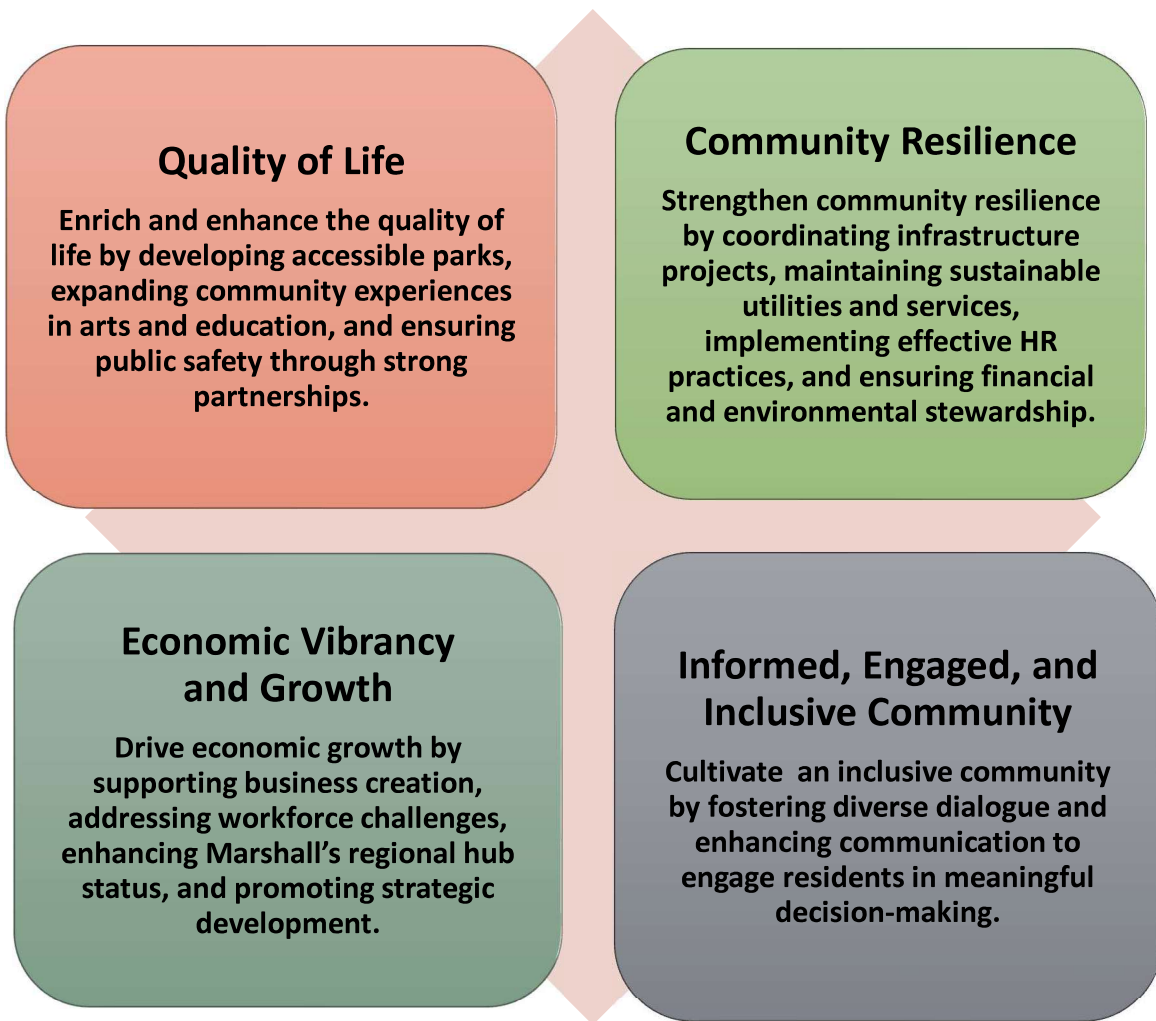 Quality of Life
Enrich and enhance the quality of
life by developing accessible parks,
expanding community experiences
in arts and education, and ensuring
public safety through strong
partnerships.
Community Resilience
Strengthen community resilience
by coordinating infrastructure
projects, maintaining sustainable
utilities and services,
implementing effective HR
practices, and ensuring financial
and environmental stewardship.
Economic Vibrancy
and Growth
Drive economic growth by
supporting business creation,
addressing workforce challenges,
enhancing Marshall’s regional hub
status, and promoting strategic
development.
Informed, Engaged, and
Inclusive Community
Cultivate  an inclusive community
by fostering diverse dialogue and
enhancing communication to
engage residents in meaningful
decision-making.